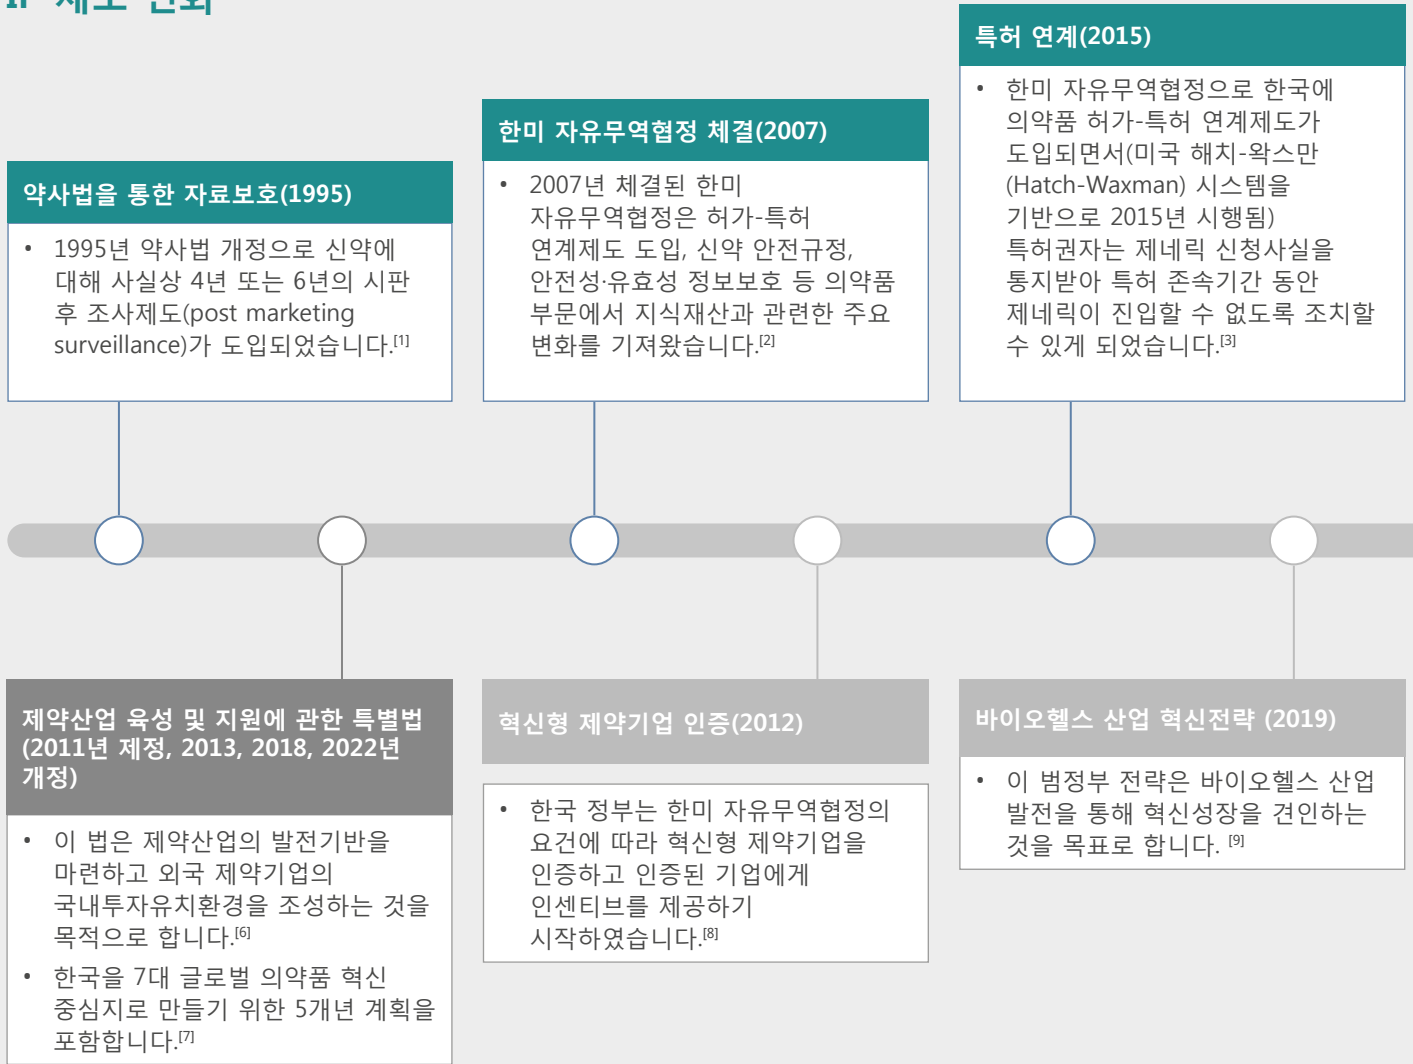 특허 연계(2015)
• 한미 자유무역협정으로 한국에
의약품 허가-특허 연계제도가
도입되면서(미국 해치-왁스만
(Hatch-Waxman) 시스템을
기반으로 2015년 시행됨)
특허권자는 제네릭 신청사실을
통지받아 특허 존속기간 동안
제네릭이 진입할 수 없도록 조치할
수 있게 되었습니다.[3]
한미 자유무역협정 체결(2007)
• 2007년 체결된 한미
자유무역협정은 허가-특허
연계제도 도입, 신약 안전규정,
안전성·유효성 정보보호 등 의약품
부문에서 지식재산과 관련한 주요
변화를 기져왔습니다.[2]
약사법을 통한 자료보호(1995)
• 1995년 약사법 개정으로 신약에
대해 사실상 4년 또는 6년의 시판
후 조사제도(post marketing
surveillance)가 도입되었습니다.[1]
제약산업 육성 및 지원에 관한 특별법
(2011년 제정, 2013, 2018, 2022년
개정)
• 이 법은 제약산업의 발전기반을
마련하고 외국 제약기업의
국내투자유치환경을 조성하는 것을
목적으로 합니다.[6]
• 한국을 7대 글로벌 의약품 혁신
중심지로 만들기 위한 5개년 계획을
포함합니다.[7]
혁신형 제약기업 인증(2012)
• 한국 정부는 한미 자유무역협정의
요건에 따라 혁신형 제약기업을
인증하고 인증된 기업에게
인센티브를 제공하기
시작하였습니다.[8]
바이오헬스 산업 혁신전략 (2019)
• 이 범정부 전략은 바이오헬스 산업
발전을 통해 혁신성장을 견인하는
것을 목표로 합니다. [9]